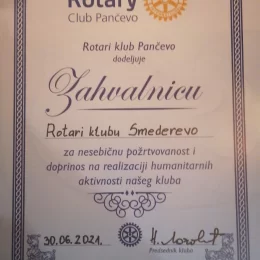 Rotary
Club Pančevo
Rotari klub Pančevo
dodeljuje
Zahvalnicu
Rotari klubu Smederevo
za nesebičnu požrtvovanost i
doprinos na realizaciji humanitarnih
aktivnosti našeg kluba
30.06.2021.
Predsednik kluba